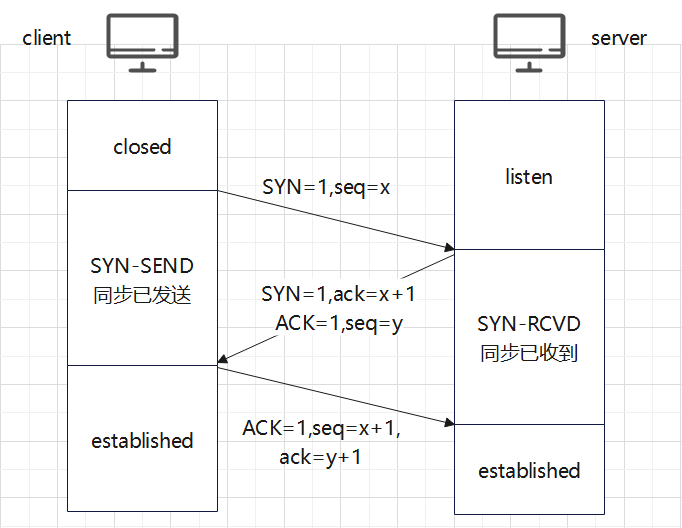 client
server
closed
SYN=1,seq=x
listen
SYN-SEND
同步已发送
SYN=1,ack=x+1
ACK=1,seq=y
SYN-RCVD
同步已收到
established
ACK=1,seq=x+1,
ack=y+1
established